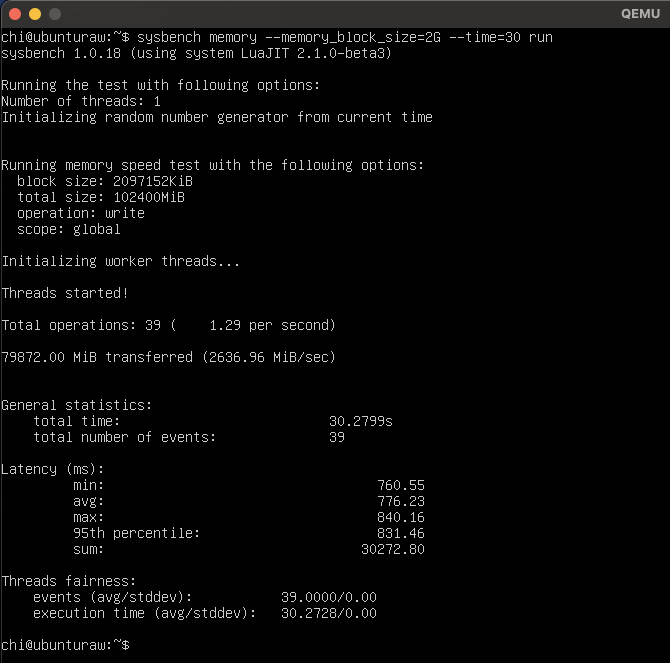 QEMU
chi@ubunturaw:~$ sysbench memory --memory_block_size=2G --time=30 run
sysbench 1.0.18 (using system LuaJIT 2.1.0-beta3)
Running the test with following options:
Number of threads: 1
Initializing random number generator from current time
Running memory speed test with the following options:
  block size: 2097152KiB
  total size: 102400MiB
  operation: write
  scope: global
Initializing worker threads...
Threads started!
Total operations: 39 (    1.29 per second)
79872.00 MiB transferred (2636.96 MiB/sec)
General statistics:
    total time:                          30.2799s
    total number of events:              39
Latency (ms):
         min:                                  760.55
         avg:                                  776.23
         max:                                  840.16
         95th percentile:                      831.46
         sum:                                30272.80
Threads fairness:
    events (avg/stddev):           39.0000/0.00
    execution time (avg/stddev):   30.2728/0.00
chi@ubunturaw:~$